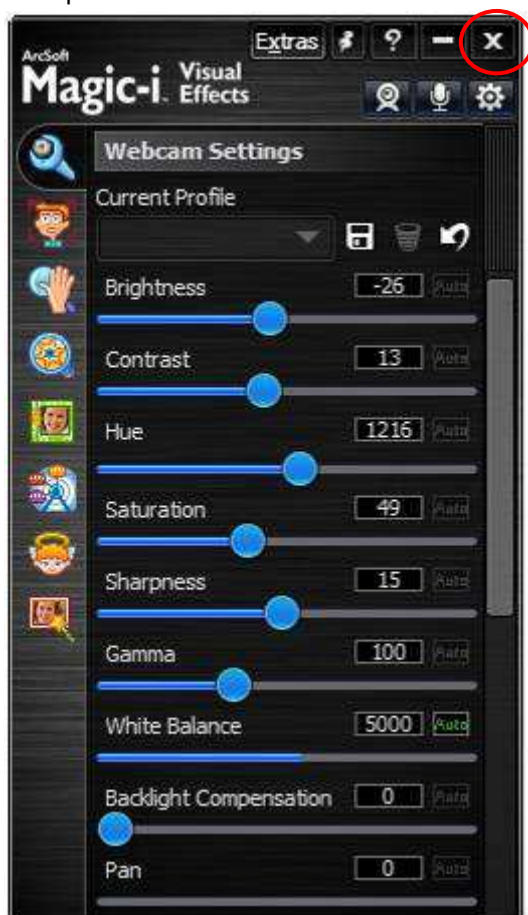 Extras ? X
ArcSoft
Magic-i Visual
Effects
Webcam Settings
Current Profile
Brightness -26 Auto
Contrast 13 Auto
Hue 1216 Auto
Saturation 49 Auto
Sharpness 15 Auto
Gamma 100 Auto
White Balance 5000 Auto
Backlight Compensation 0 Auto
Pan 0 Auto